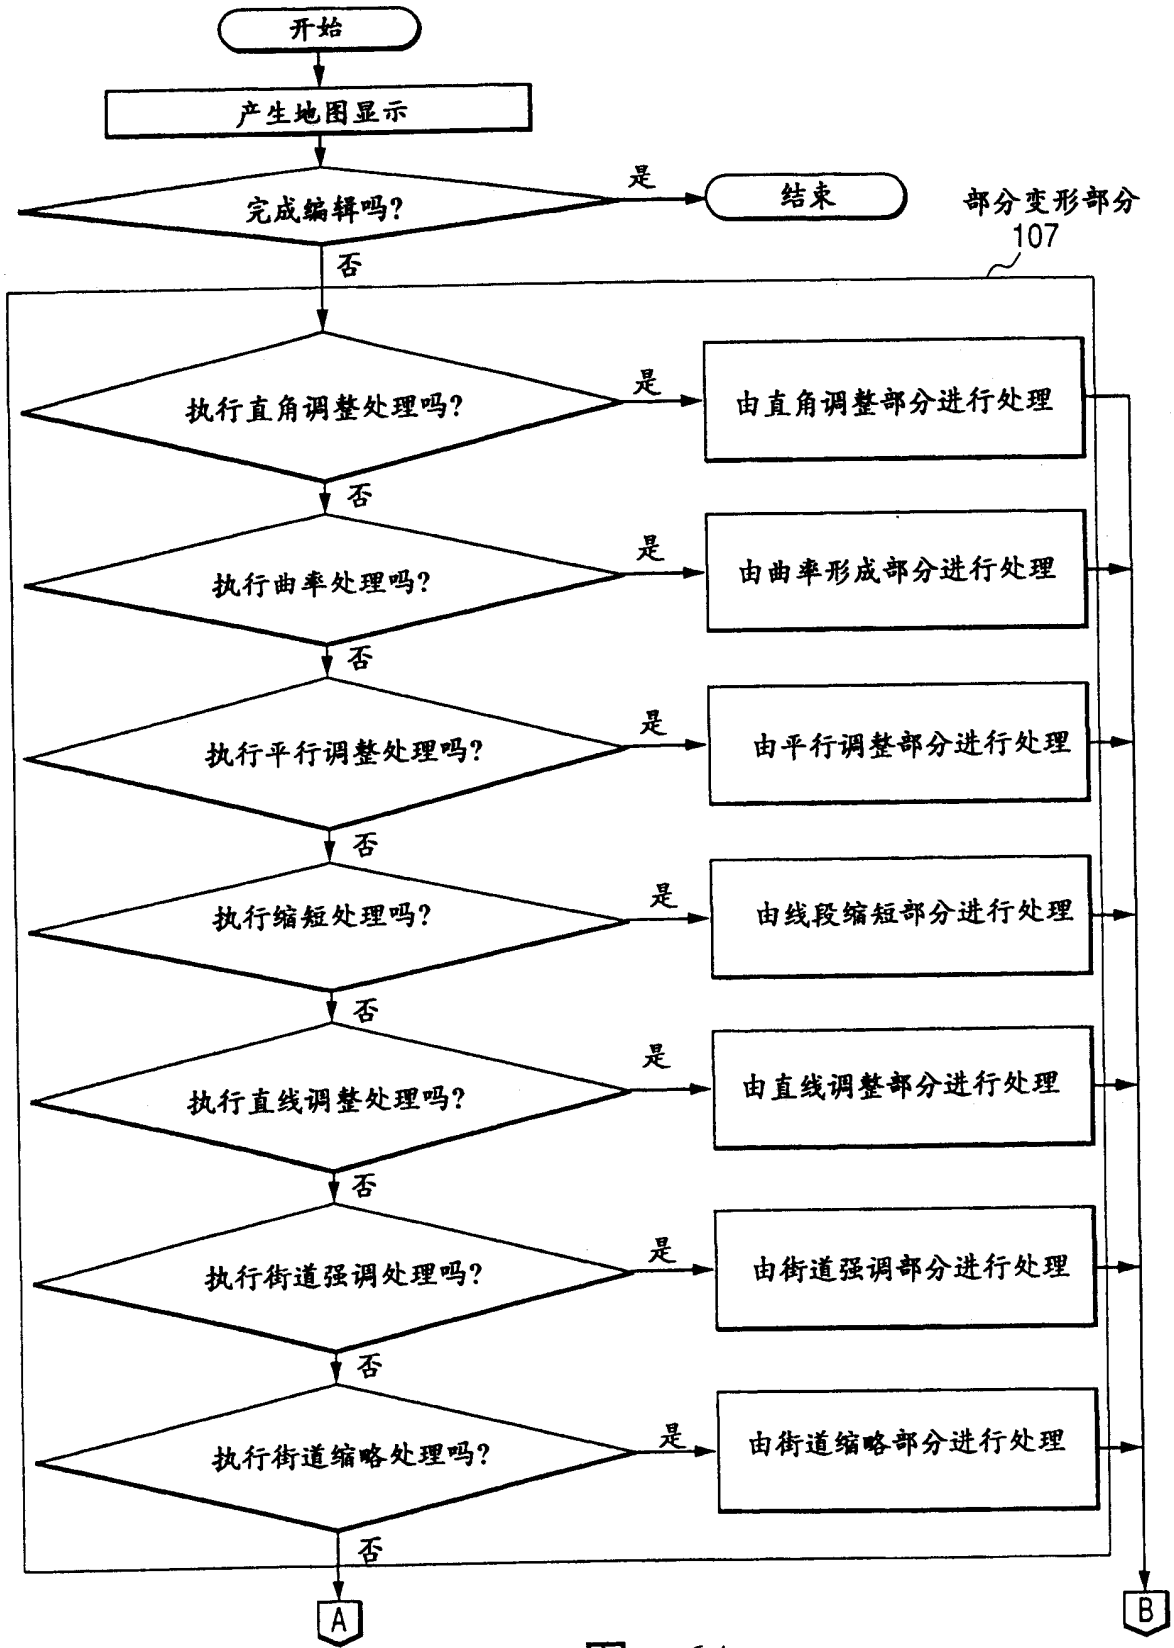 开始
产生地图显示
完成编辑吗?
是
结束
部分变形部分
107
否
执行直角调整处理吗?
是
由直角调整部分进行处理
否
执行曲率处理吗?
是
由曲率形成部分进行处理
否
执行平行调整处理吗?
是
由平行调整部分进行处理
否
执行缩短处理吗?
是
由线段缩短部分进行处理
否
执行直线调整处理吗?
是
由直线调整部分进行处理
否
执行街道强调处理吗?
是
由街道强调部分进行处理
否
执行街道缩略处理吗?
是
由街道缩略部分进行处理
否
A
B